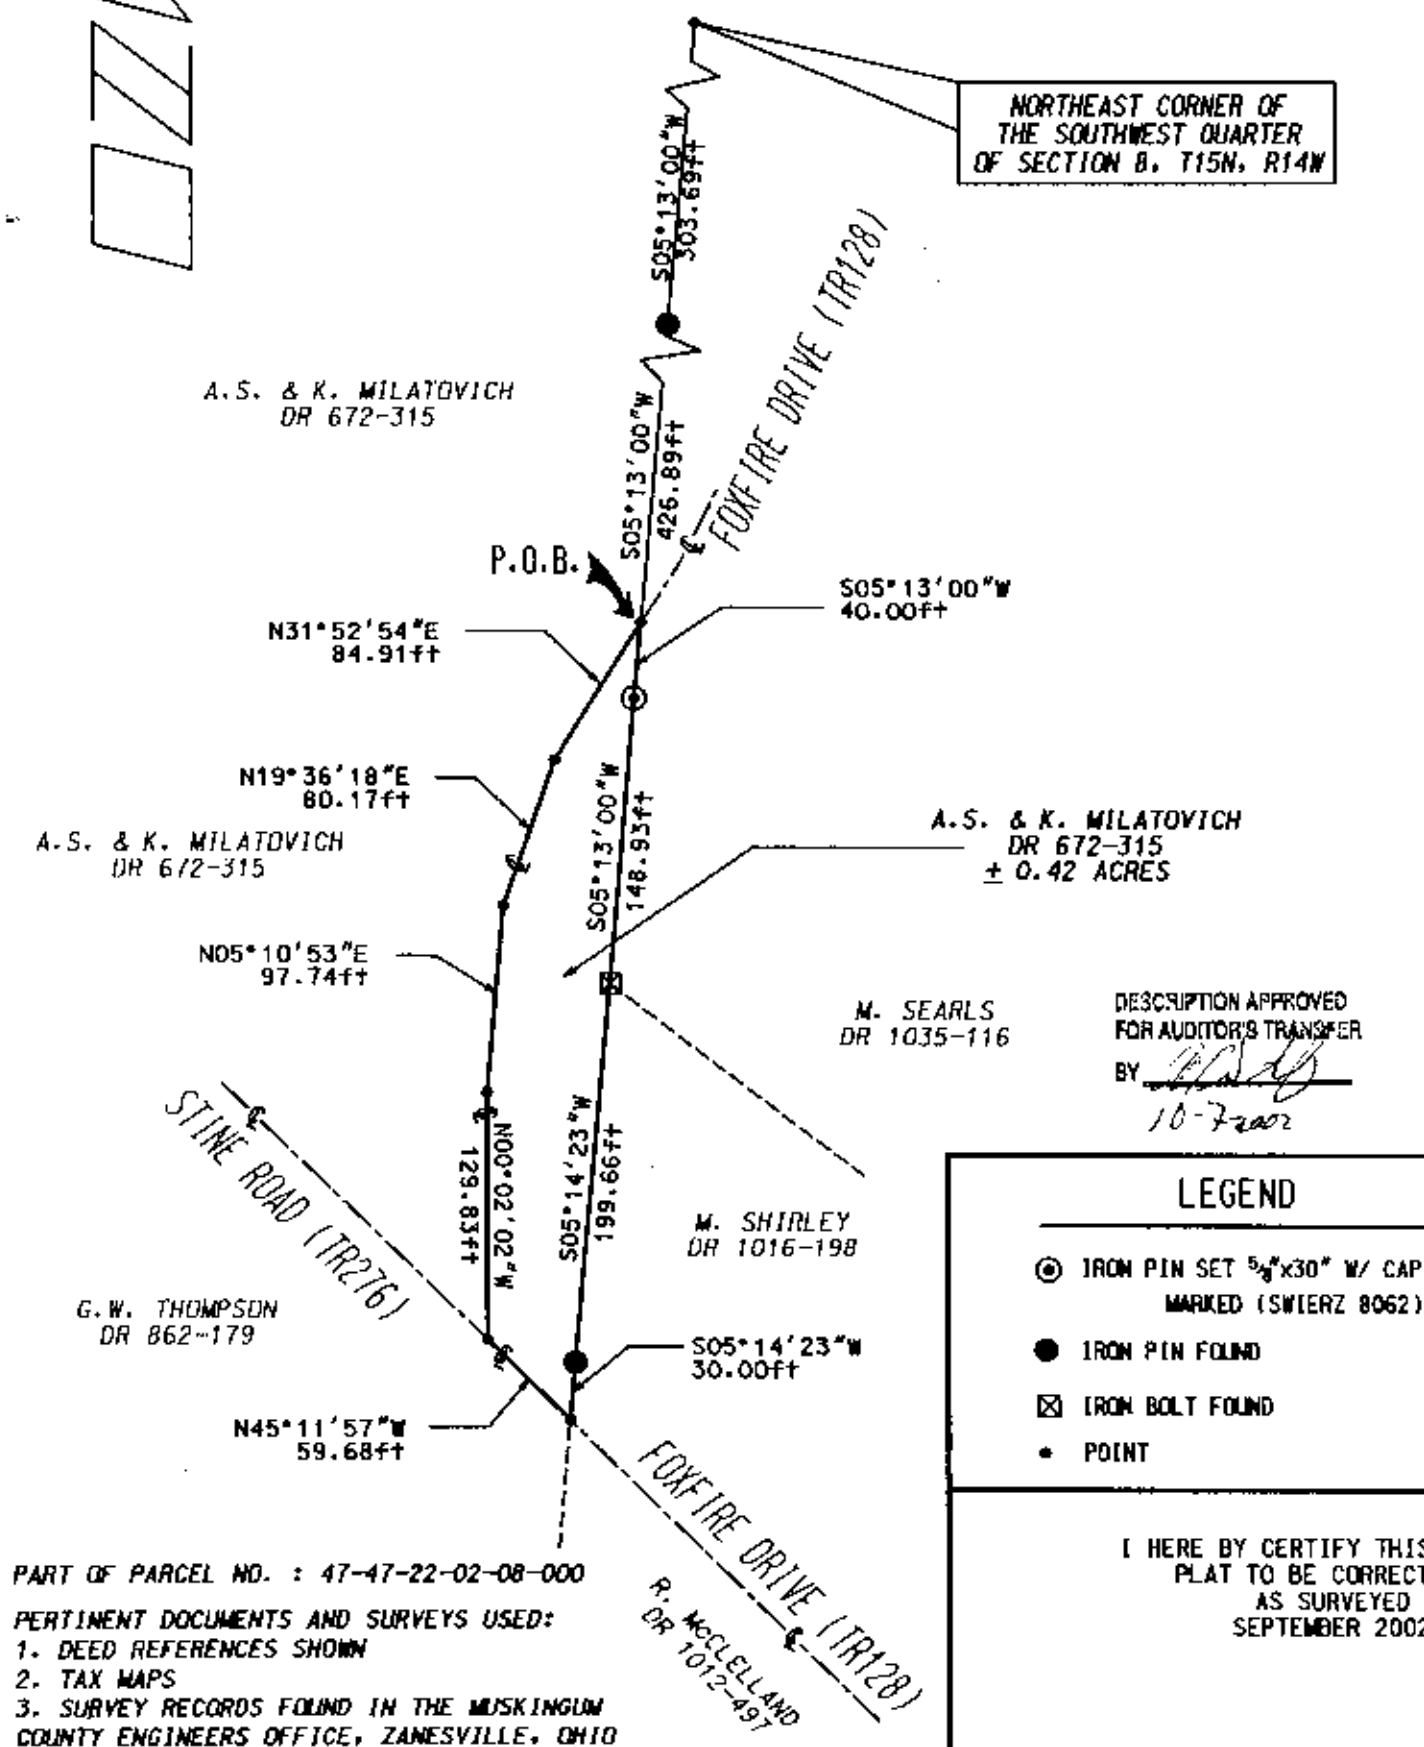 NORTHEAST CORNER OF
THE SOUTHWEST QUARTER
OF SECTION 8, T15N, R14W
S05°13'00"W
303.69ft
FOXFIRE DRIVE (TR128)
A.S. & K. MILATOVICH
DR 672-315
S05°13'00"W
426.89ft
P.O.B.
S05°13'00"W
40.00ft
N31°52'54"E
84.91ft
N19°36'18"E
80.17ft
S05°13'00"W
148.93ft
A.S. & K. MILATOVICH
DR 672-315
± 0.42 ACRES
A.S. & K. MILATOVICH
DR 672-315
N05°10'53"E
97.74ft
M. SEARLS
DR 1035-116
DESCRIPTION APPROVED
FOR AUDITOR'S TRANSFER
BY
10-7-2002
STINE ROAD (TR276)
N00°02'02"W
129.83ft
S05°14'23"W
199.66ft
M. SHIRLEY
DR 1016-198
LEGEND
IRON PIN SET 5/8"x30" W/ CAP
MARKED (SWIERZ 8062)
IRON PIN FOUND
IRON BOLT FOUND
POINT
G.W. THOMPSON
DR 862-179
S05°14'23"W
30.00ft
N45°11'57"W
59.68ft
FOXFIRE DRIVE (TR128)
R. McCLELLAND
DR 1012-497
I HERE BY CERTIFY THIS
PLAT TO BE CORRECT
AS SURVEYED
SEPTEMBER 2002
PART OF PARCEL NO. : 47-47-22-02-08-000
PERTINENT DOCUMENTS AND SURVEYS USED:
1. DEED REFERENCES SHOWN
2. TAX MAPS
3. SURVEY RECORDS FOUND IN THE MUSKINGUM
COUNTY ENGINEERS OFFICE, ZANESVILLE, OHIO